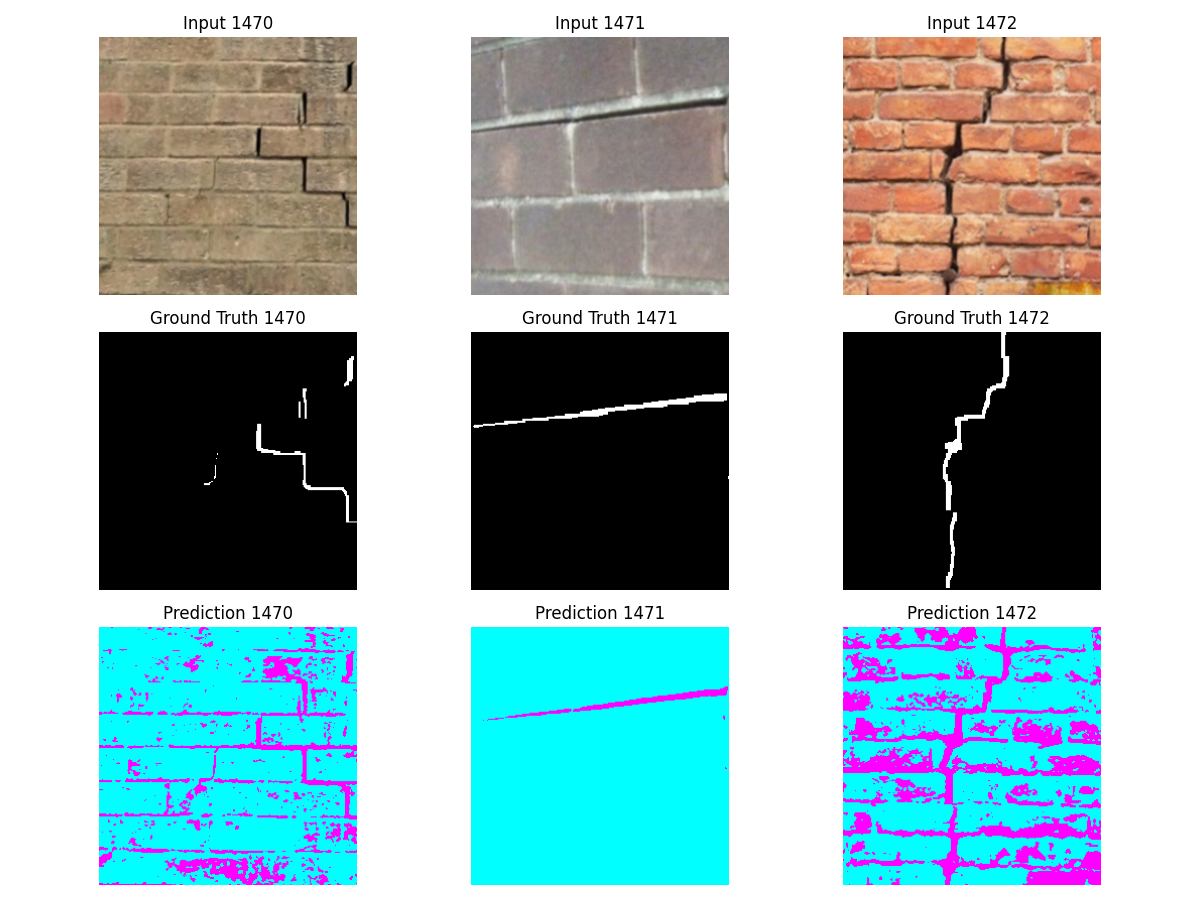 Input 1470
Input 1471
Input 1472
Ground Truth 1470
Ground Truth 1471
Ground Truth 1472
Prediction 1470
Prediction 1471
Prediction 1472